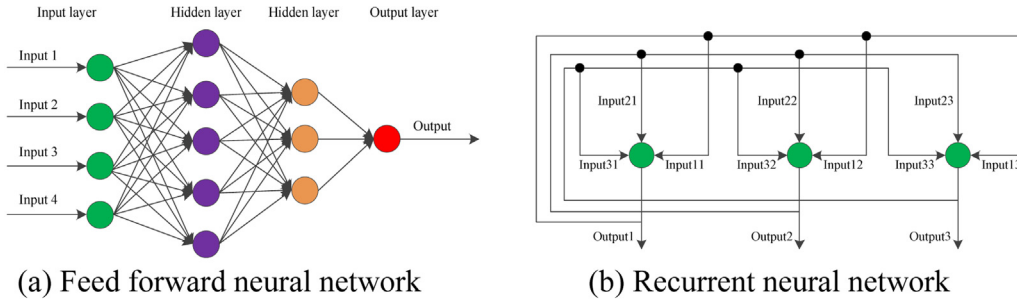 Input layer
Hidden layer
Hidden layer
Output layer
Input 1
Input 2
Input 3
Input 4
Output
(a) Feed forward neural network
Input21
Input22
Input23
Input31
Input11
Input32
Input12
Input33
Input13
Output1
Output2
Output3
(b) Recurrent neural network